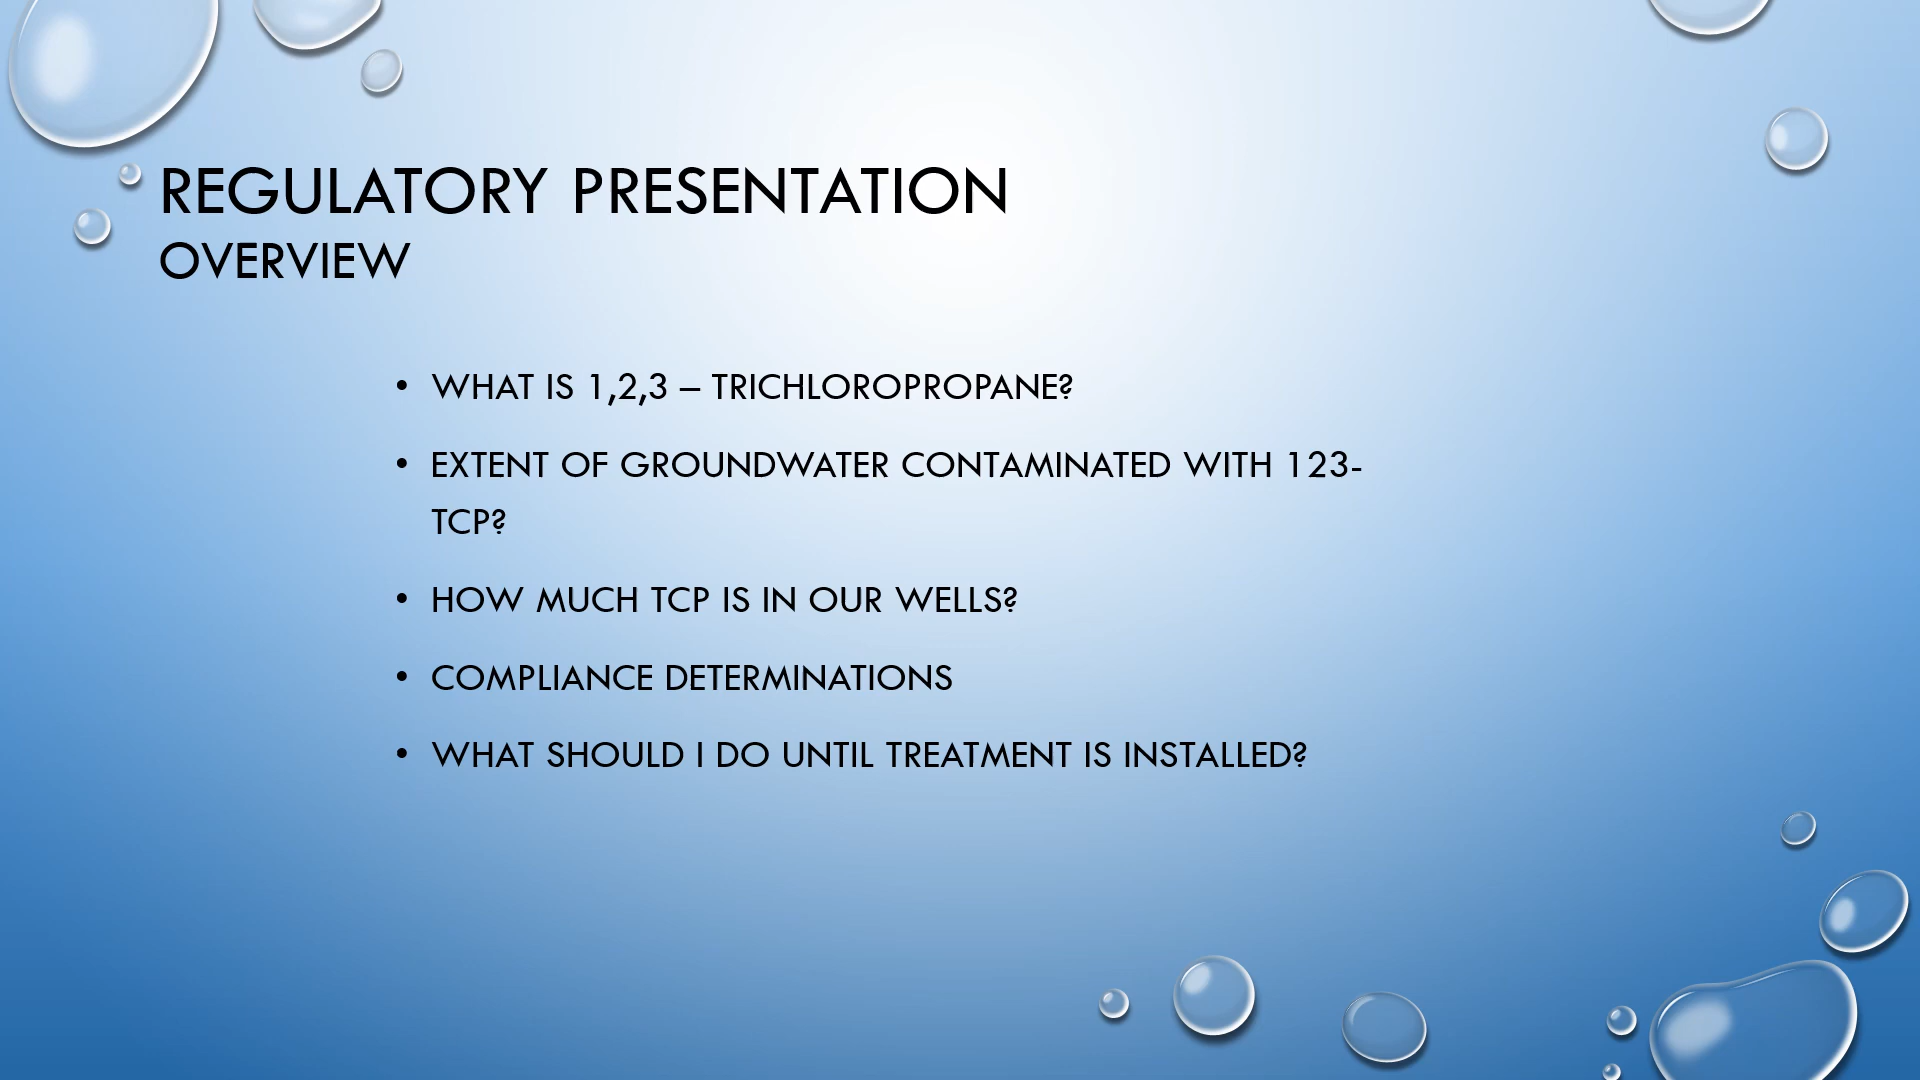 REGULATORY PRESENTATION
OVERVIEW
• WHAT IS 1,2,3 – TRICHLOROPROPANE?
• EXTENT OF GROUNDWATER CONTAMINATED WITH 123-
TCP?
• HOW MUCH TCP IS IN OUR WELLS?
• COMPLIANCE DETERMINATIONS
• WHAT SHOULD I DO UNTIL TREATMENT IS INSTALLED?